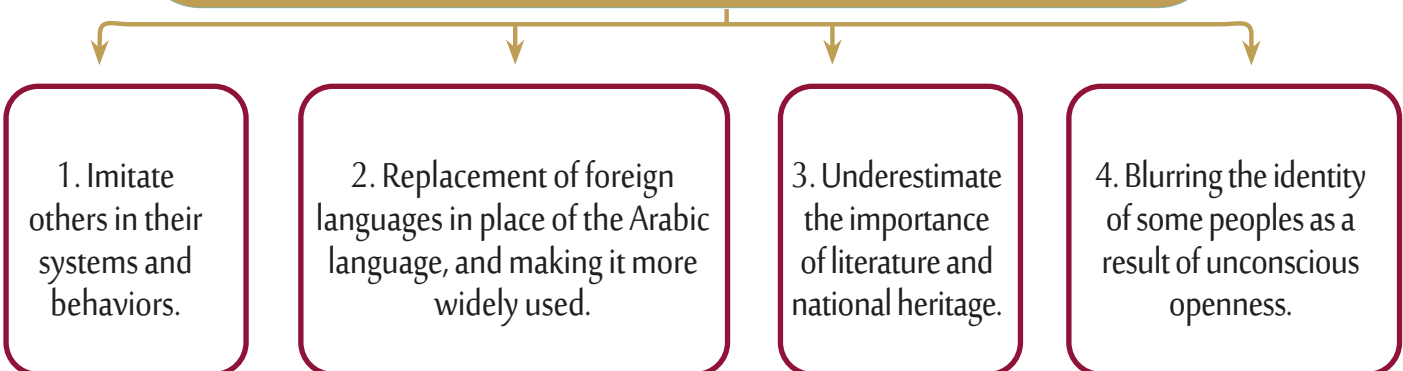 1. Imitate
others in their
systems and
behaviors.
2. Replacement of foreign
languages in place of the Arabic
language, and making it more
widely used.
3. Underestimate
the importance
of literature and
national heritage.
4. Blurring the identity
of some peoples as a
result of unconscious
openness.